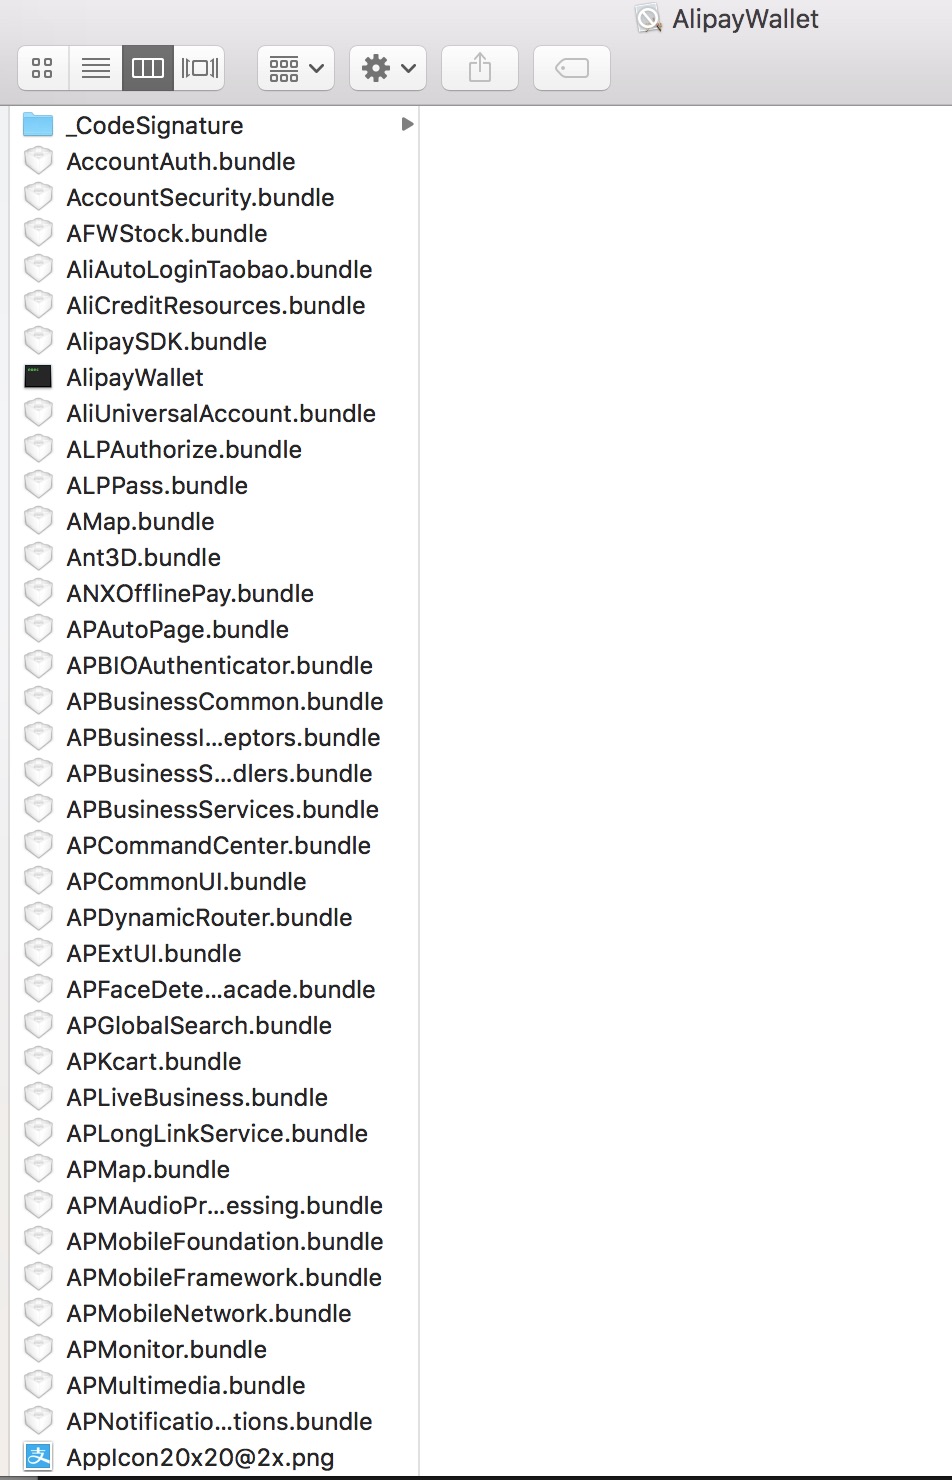 AlipayWallet
_CodeSignature
AccountAuth.bundle
AccountSecurity.bundle
AFWStock.bundle
AliAutoLoginTaobao.bundle
AliCreditResources.bundle
AlipaySDK.bundle
AlipayWallet
AliUniversalAccount.bundle
ALPAuthorize.bundle
ALPPass.bundle
AMap.bundle
Ant3D.bundle
ANXOfflinePay.bundle
APAutoPage.bundle
APBIOAuthenticator.bundle
APBusinessCommon.bundle
APBusinessI...eptors.bundle
APBusinessS...dlers.bundle
APBusinessServices.bundle
APCommandCenter.bundle
APCommonUI.bundle
APDynamicRouter.bundle
APExtUI.bundle
APFaceDete...acade.bundle
APGlobalSearch.bundle
APKcart.bundle
APLiveBusiness.bundle
APLongLinkService.bundle
APMap.bundle
APMAudioPr...essing.bundle
APMobileFoundation.bundle
APMobileFramework.bundle
APMobileNetwork.bundle
APMonitor.bundle
APMultimedia.bundle
APNotificatio...tions.bundle
支 AppIcon20x20@2x.png